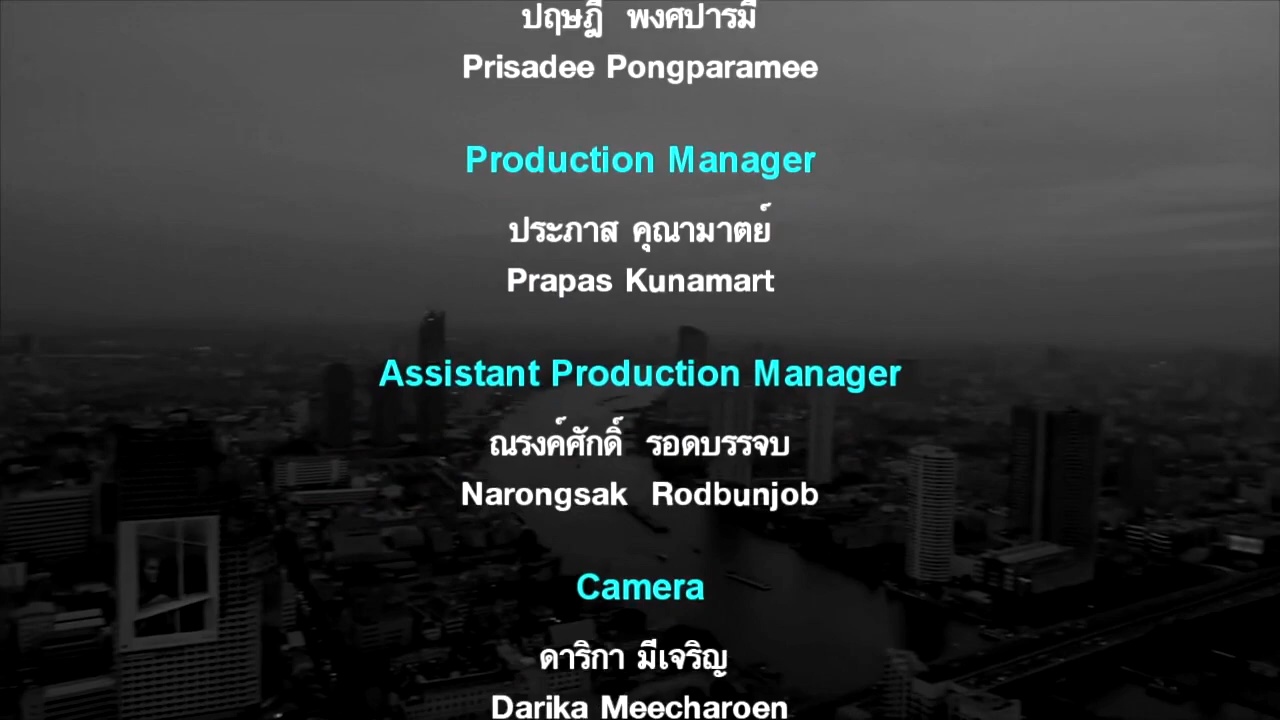 ปฤษฎี พงศปารมี
Prisadee Pongparamee
Production Manager
ประภาส คุณามาตย์
Prapas Kunamart
Assistant Production Manager
ณรงค์ศักดิ์ รอดบรรจบ
Narongsak Rodbunjob
Camera
ดาริกา มีเจริญ
Darika Meecharoen